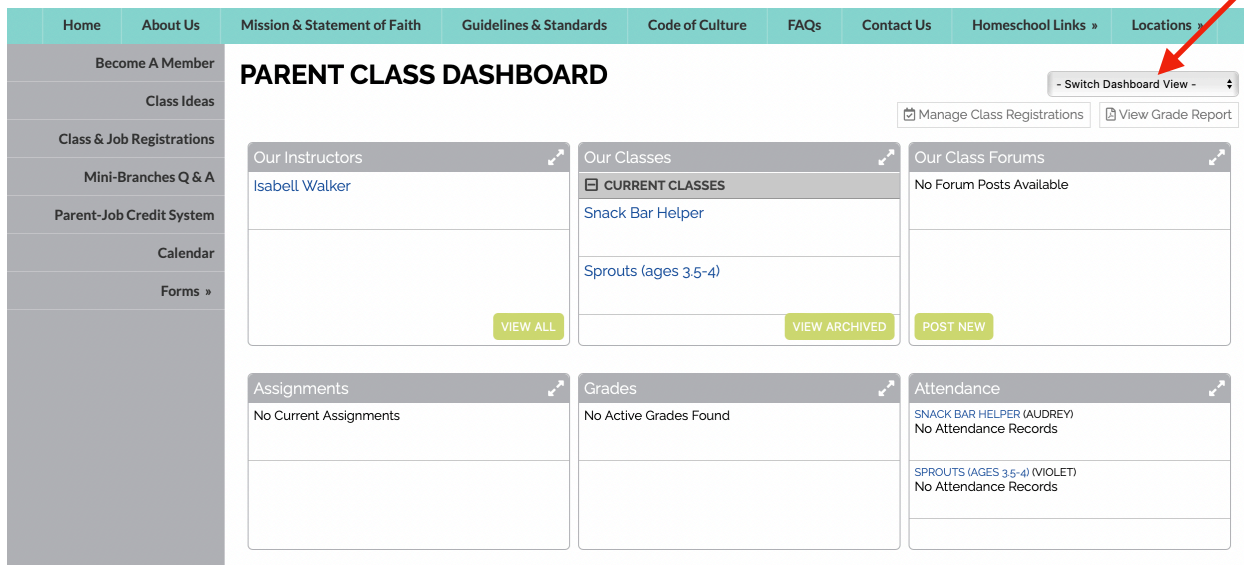 Home About Us Mission & Statement of Faith Guidelines & Standards Code of Culture FAQs Contact Us Homeschool Links » Locations »
Become A Member
Class Ideas
Class & Job Registrations
Mini-Branches Q & A
Parent-Job Credit System
Calendar
Forms »
PARENT CLASS DASHBOARD
- Switch Dashboard View -
Manage Class Registrations View Grade Report
Our Instructors
Isabell Walker
VIEW ALL
Our Classes
CURRENT CLASSES
Snack Bar Helper
Sprouts (ages 3.5-4)
VIEW ARCHIVED
Our Class Forums
No Forum Posts Available
POST NEW
Assignments
No Current Assignments
Grades
No Active Grades Found
Attendance
SNACK BAR HELPER (AUDREY)
No Attendance Records
SPROUTS (AGES 3.5-4) (VIOLET)
No Attendance Records